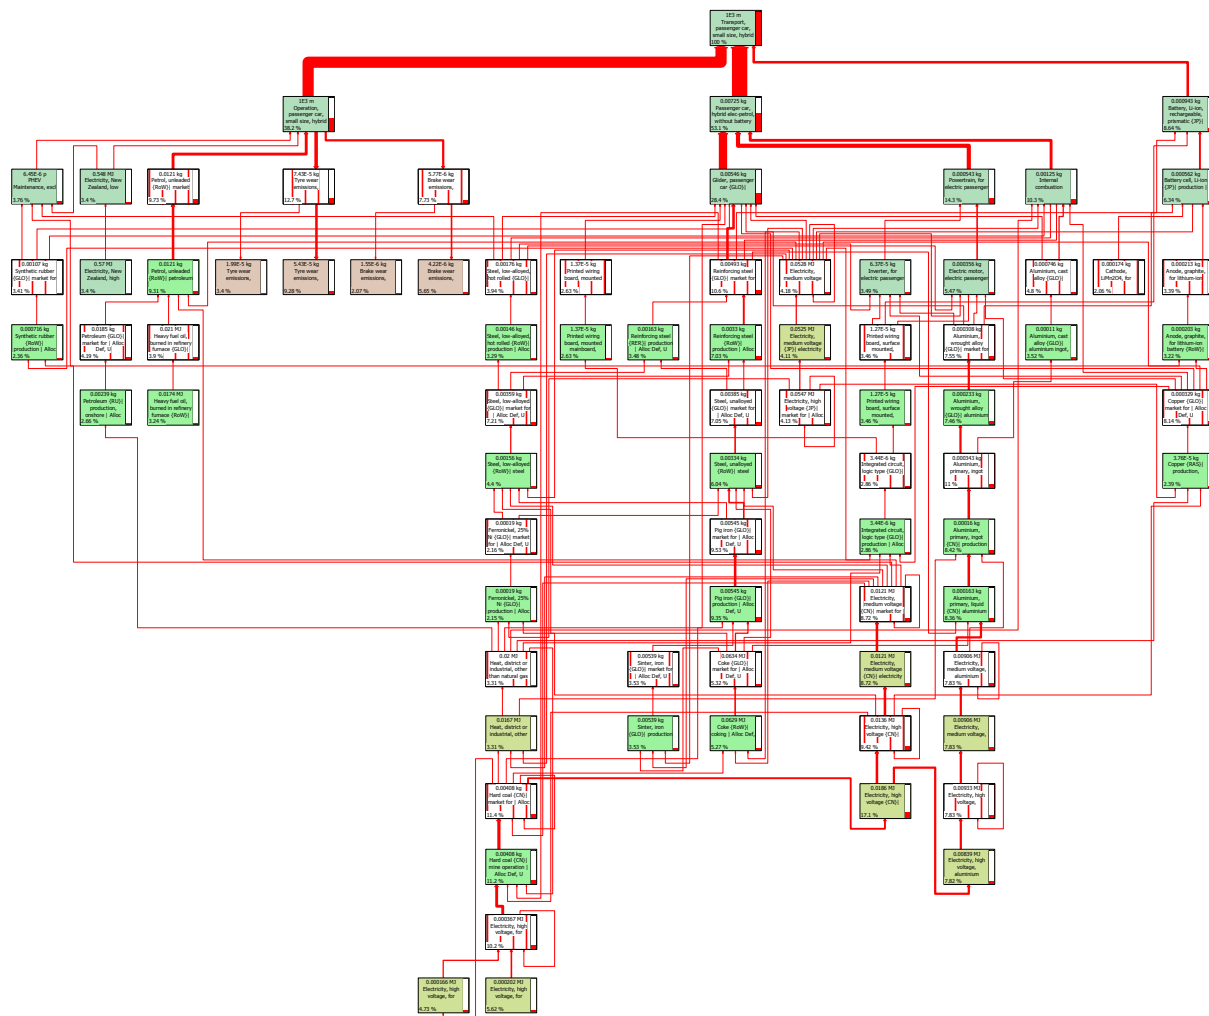 1E3 m
Transport,
passenger car,
small size, hybrid
100 %
1E3 m
Operation,
passenger car,
small size, hybrid
38.2 %
0.00725 kg
Passenger car,
hybrid elec-petrol,
without battery
53.1 %
0.000943 kg
Battery, Li-ion,
rechargeable,
prismatic {JP}|
8.64 %
6.45E-6 p
PHEV
Maintenance, excl
3.76 %
0.548 MJ
Electricity, New
Zealand, low
3.4 %
0.0121 kg
Petrol, unleaded
{RoW}| market
9.73 %
7.43E-5 kg
Tyre wear
emissions,
12.7 %
5.77E-6 kg
Brake wear
emissions,
7.73 %
0.00546 kg
Glider, passenger
car {GLO}|
28.4 %
0.000543 kg
Powertrain, for
electric passenger
14.3 %
0.00125 kg
Internal
combustion
10.3 %
0.000562 kg
Battery cell, Li-ion
{JP}| production |
6.34 %
0.00107 kg
Synthetic rubber
{GLO}| market for
3.41 %
0.57 MJ
Electricity, New
Zealand, high
3.4 %
0.0121 kg
Petrol, unleaded
{RoW}| petroleum
9.31 %
1.99E-5 kg
Tyre wear
emissions,
3.4 %
5.43E-5 kg
Tyre wear
emissions,
9.28 %
1.55E-6 kg
Brake wear
emissions,
2.07 %
4.22E-6 kg
Brake wear
emissions,
5.65 %
0.00176 kg
Steel, low-alloyed,
hot rolled {GLO}|
3.94 %
1.37E-5 kg
Printed wiring
board, mounted
2.63 %
0.00493 kg
Reinforcing steel
{GLO}| market for
10.6 %
0.0528 MJ
Electricity,
medium voltage
4.18 %
6.37E-5 kg
Inverter, for
electric passenger
3.49 %
0.000356 kg
Electric motor,
electric passenger
5.47 %
0.000746 kg
Aluminium, cast
alloy {GLO}|
4.8 %
0.000174 kg
Cathode,
LiMn2O4, for
2.06 %
0.000213 kg
Anode, graphite,
for lithium-ion
3.39 %
0.000716 kg
Synthetic rubber
{RoW}|
production | Alloc
2.36 %
0.0185 kg
Petroleum {GLO}|
market for | Alloc
Def, U
4.19 %
0.021 MJ
Heavy fuel oil,
burned in refinery
furnace {GLO}|
3.9 %
0.00146 kg
Steel, low-alloyed,
hot rolled {RoW}|
production | Alloc
3.29 %
1.37E-5 kg
Printed wiring
board, mounted
mainboard,
2.63 %
0.00163 kg
Reinforcing steel
{RER}| production
| Alloc Def, U
3.48 %
0.0033 kg
Reinforcing steel
{RoW}|
production | Alloc
7.03 %
0.0525 MJ
Electricity,
medium voltage
{JP}| electricity
4.11 %
1.27E-5 kg
Printed wiring
board, surface
mounted,
3.46 %
0.000308 kg
Aluminium,
wrought alloy
{GLO}| market for
7.55 %
0.00011 kg
Aluminium, cast
alloy {GLO}|
aluminium ingot,
3.52 %
0.000203 kg
Anode, graphite,
for lithium-ion
battery {RoW}|
3.22 %
0.00239 kg
Petroleum {RU}|
production,
onshore | Alloc
2.66 %
0.0174 MJ
Heavy fuel oil,
burned in refinery
furnace {RoW}|
3.24 %
0.00359 kg
Steel, low-alloyed
{GLO}| market for
| Alloc Def, U
7.21 %
0.00385 kg
Steel, unalloyed
{GLO}| market for
| Alloc Def, U
7.05 %
0.0547 MJ
Electricity, high
voltage {JP}|
market for | Alloc
4.13 %
1.27E-5 kg
Printed wiring
board, surface
mounted,
3.46 %
0.000233 kg
Aluminium,
wrought alloy
{GLO}| aluminium
7.46 %
0.000329 kg
Copper {GLO}|
market for | Alloc
Def, U
8.14 %
0.00156 kg
Steel, low-alloyed
{RoW}| steel
4.4 %
0.00334 kg
Steel, unalloyed
{RoW}| steel
6.04 %
3.44E-6 kg
Integrated circuit,
logic type {GLO}|
2.86 %
0.000343 kg
Aluminium,
primary, ingot
11 %
3.76E-5 kg
Copper {RAS}|
production,
2.39 %
0.00019 kg
Ferronickel, 25%
Ni {GLO}| market
for | Alloc Def, U
2.16 %
0.00545 kg
Pig iron {GLO}|
market for | Alloc
Def, U
9.53 %
3.44E-6 kg
Integrated circuit,
logic type {GLO}|
production | Alloc
2.86 %
0.00016 kg
Aluminium,
primary, ingot
{CN}| production
8.42 %
0.00019 kg
Ferronickel, 25%
Ni {GLO}|
production | Alloc
2.15 %
0.00545 kg
Pig iron {GLO}|
production | Alloc
Def, U
9.35 %
0.0121 MJ
Electricity,
medium voltage
{CN}| market for
8.72 %
0.000163 kg
Aluminium,
primary, liquid
{CN}| aluminium
8.36 %
0.02 MJ
Heat, district or
industrial, other
than natural gas
3.31 %
0.00539 kg
Sinter, iron
{GLO}| market for
| Alloc Def, U
3.53 %
0.0634 MJ
Coke {GLO}|
market for | Alloc
Def, U
5.32 %
0.0121 MJ
Electricity,
medium voltage
{CN}| electricity
8.72 %
0.00906 MJ
Electricity,
medium voltage,
aluminium
7.83 %
0.0167 MJ
Heat, district or
industrial, other
3.31 %
0.00539 kg
Sinter, iron
{GLO}| production
3.53 %
0.0629 MJ
Coke {RoW}|
coking | Alloc Def,
5.27 %
0.0136 MJ
Electricity, high
voltage {CN}|
9.42 %
0.00906 MJ
Electricity,
medium voltage,
7.83 %
0.00408 kg
Hard coal {CN}|
market for | Alloc
11.4 %
0.0186 MJ
Electricity, high
voltage {CN}|
17.1 %
0.00933 MJ
Electricity, high
voltage,
7.83 %
0.00408 kg
Hard coal {CN}|
mine operation |
Alloc Def, U
11.2 %
0.00839 MJ
Electricity, high
voltage,
aluminium
7.82 %
0.000367 MJ
Electricity, high
voltage, for
10.2 %
0.000166 MJ
Electricity, high
voltage, for
4.73 %
0.000202 MJ
Electricity, high
voltage, for
5.62 %